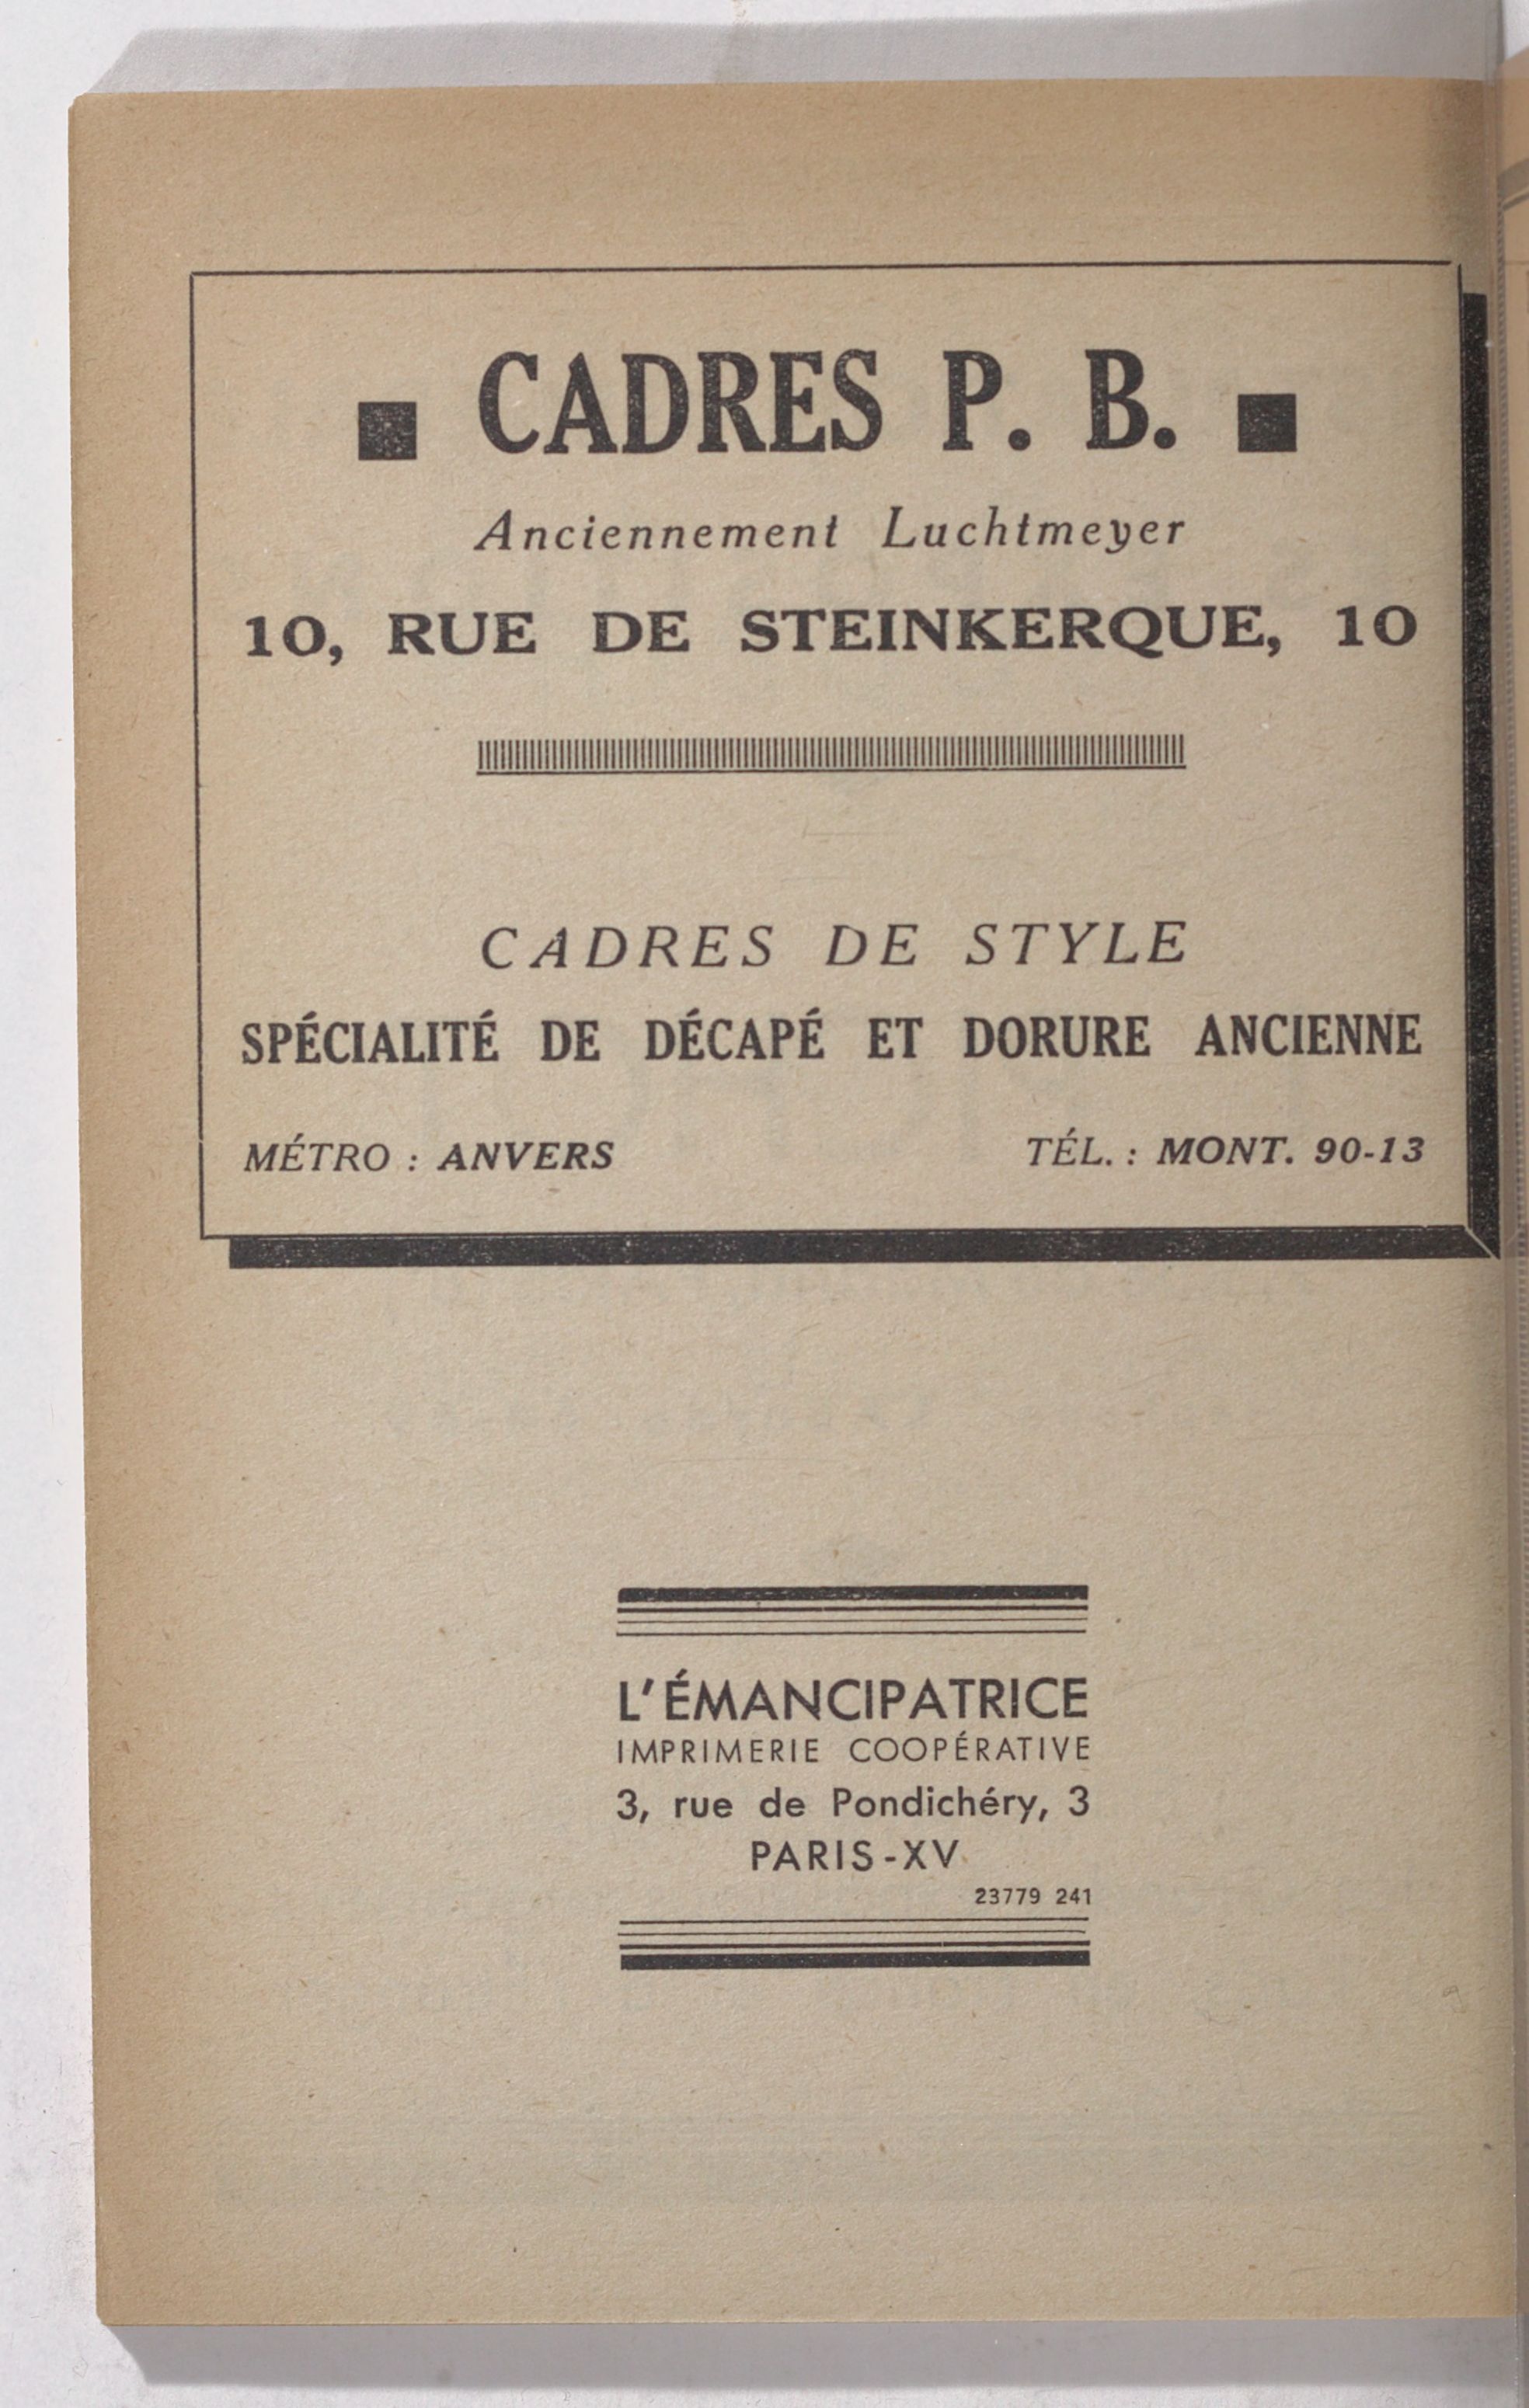 ■ CADRES P. B. ■
Anciennement Luchtmeyer
10, RUE DE STEINKERQUE, 10
CADRES DE STYLE
SPÉCIALITÉ DE DÉCAPÉ ET DORURE ANCIENNE
MÉTRO : ANVERS TÉL. : MONT. 90-13
L'ÉMANCIPATRICE
IMPRIMERIE COOPÉRATIVE
3, rue de Pondichéry, 3
PARIS-XV
23779 241